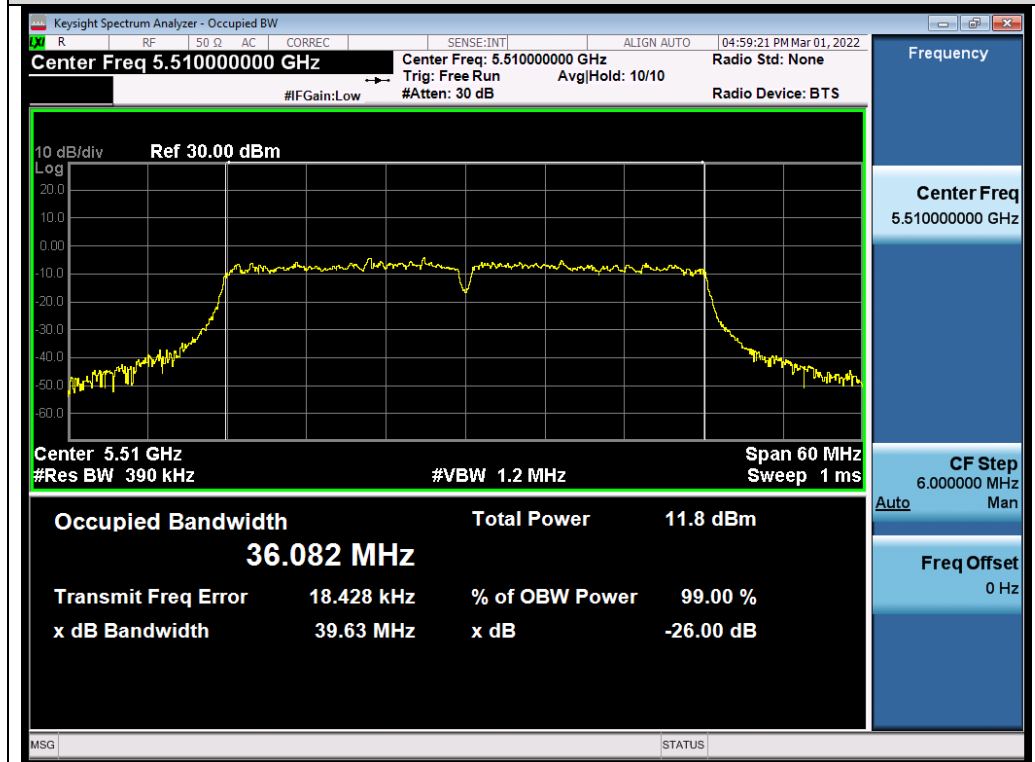 Keysight Spectrum Analyzer - Occupied BW
LXI R RF 50 Ω AC CORREC SENSE:INT ALIGN AUTO 04:59:21 PM Mar 01, 2022
Center Freq 5.510000000 GHz
Center Freq: 5.510000000 GHz
Radio Std: None
Trig: Free Run Avg|Hold: 10/10
#IFGain:Low
#Atten: 30 dB
Radio Device: BTS
10 dB/div Ref 30.00 dBm
Log
20.0
10.0
0.00
-10.0
-20.0
-30.0
-40.0
-50.0
-60.0
Center 5.51 GHz Span 60 MHz
#Res BW 390 kHz #VBW 1.2 MHz Sweep 1 ms
Occupied Bandwidth Total Power 11.8 dBm
36.082 MHz
Transmit Freq Error 18.428 kHz % of OBW Power 99.00 %
x dB Bandwidth 39.63 MHz x dB -26.00 dB
Frequency
Center Freq
5.510000000 GHz
CF Step
6.000000 MHz
Auto Man
Freq Offset
0 Hz
MSG STATUS